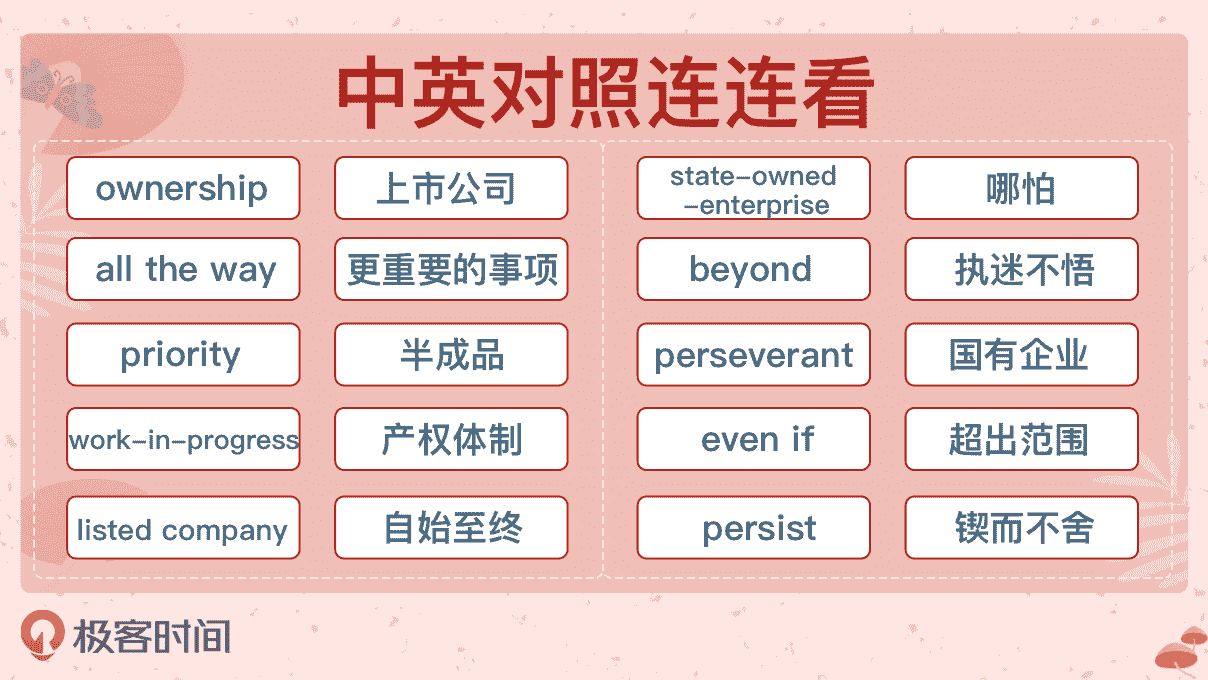 中英对照连连看
ownership 上市公司 state-owned
-enterprise 哪怕
all the way 更重要的事项 beyond 执迷不悟
priority 半成品 perseverant 国有企业
work-in-progress 产权体制 even if 超出范围
listed company 自始至终 persist 锲而不舍
极客时间